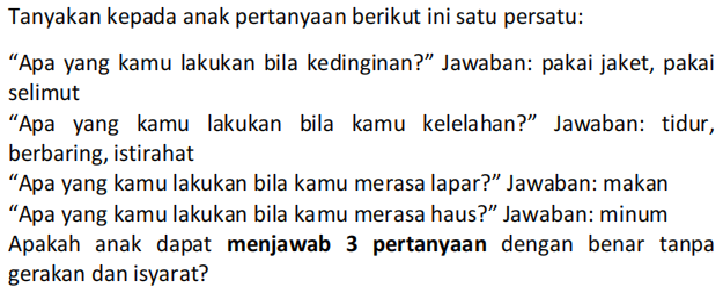 Tanyakan kepada anak pertanyaan berikut ini satu persatu:
“Apa yang kamu lakukan bila kedinginan?” Jawaban: pakai jaket, pakai
selimut
“Apa yang kamu lakukan bila kamu kelelahan?” Jawaban: tidur,
berbaring, istirahat
“Apa yang kamu lakukan bila kamu merasa lapar?” Jawaban: makan
“Apa yang kamu lakukan bila kamu merasa haus?” Jawaban: minum
Apakah anak dapat menjawab 3 pertanyaan dengan benar tanpa
gerakan dan isyarat?